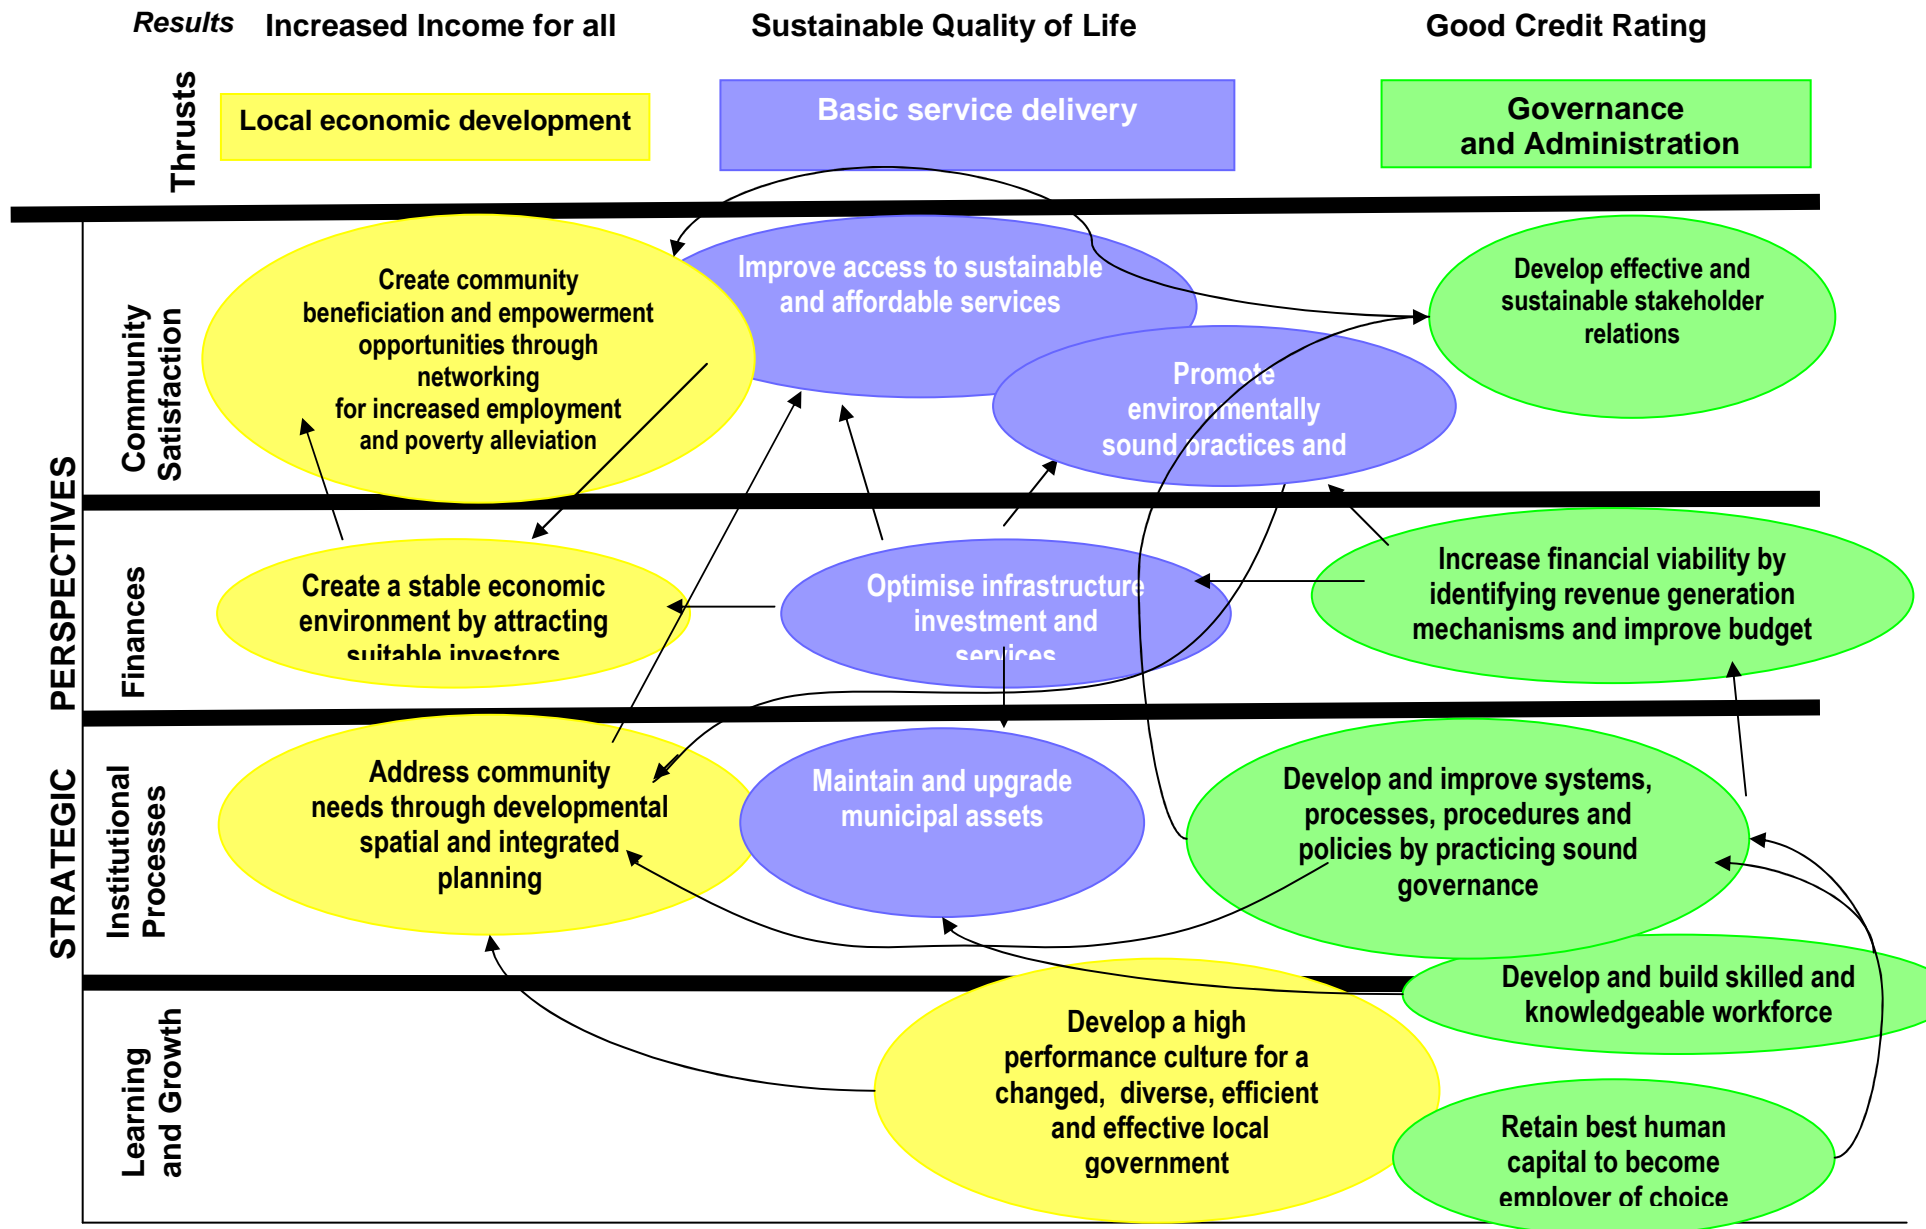 Results
Increased Income for all
Sustainable Quality of Life
Good Credit Rating
Thrusts
Local economic development
Basic service delivery
Governance
and Administration
STRATEGIC PERSPECTIVES
Community
Satisfaction
Create community
beneficiation and empowerment
opportunities through
networking
for increased employment
and poverty alleviation
Improve access to sustainable
and affordable services
Promote
environmentally
sound practices and
Develop effective and
sustainable stakeholder
relations
Finances
Create a stable economic
environment by attracting
suitable investors
Optimise infrastructure
investment and
services
Increase financial viability by
identifying revenue generation
mechanisms and improve budget
Institutional
Processes
Address community
needs through developmental
spatial and integrated
planning
Maintain and upgrade
municipal assets
Develop and improve systems,
processes, procedures and
policies by practicing sound
governance
Learning
and Growth
Develop a high
performance culture for a
changed, diverse, efficient
and effective local
government
Develop and build skilled and
knowledgeable workforce
Retain best human
capital to become
employer of choice